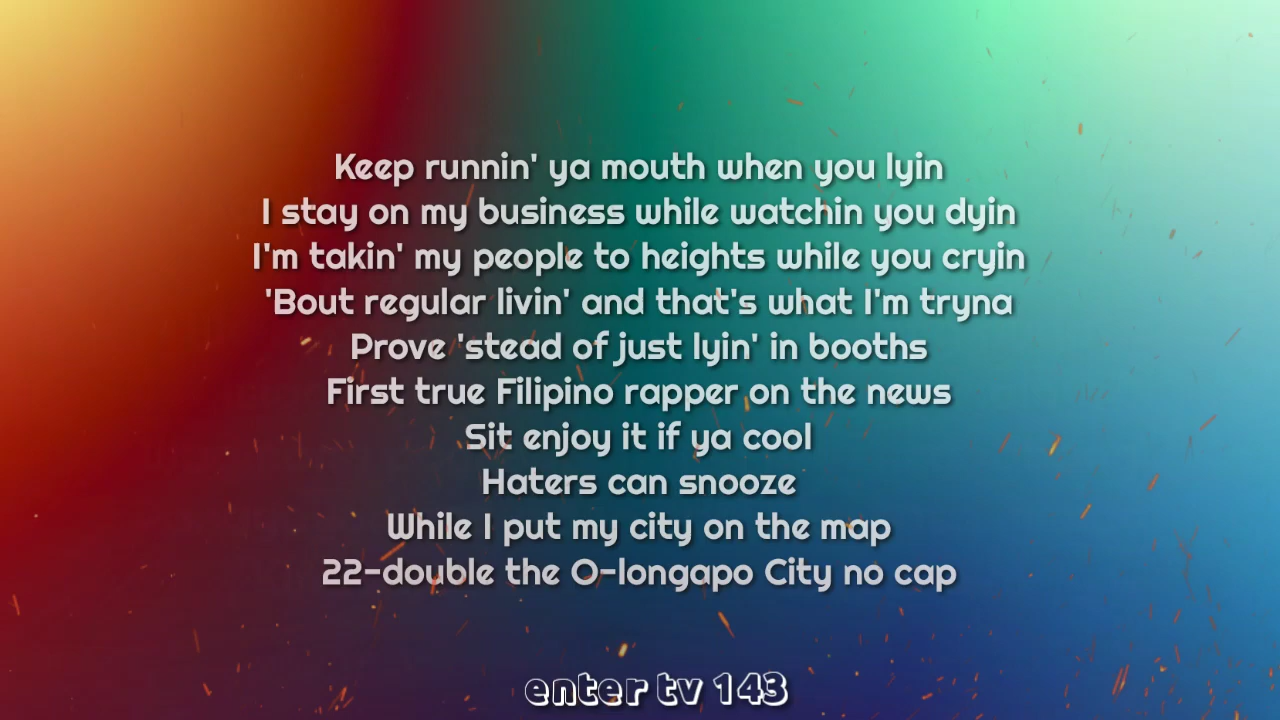 Keep runnin' ya mouth when you lyin
I stay on my business while watchin you dyin
I'm takin' my people to heights while you cryin
'Bout regular livin' and that's what I'm tryna
Prove 'stead of just lyin' in booths
First true Filipino rapper on the news
Sit enjoy it if ya cool
Haters can snooze
While I put my city on the map
22-double the O-longapo City no cap
enter tv 143